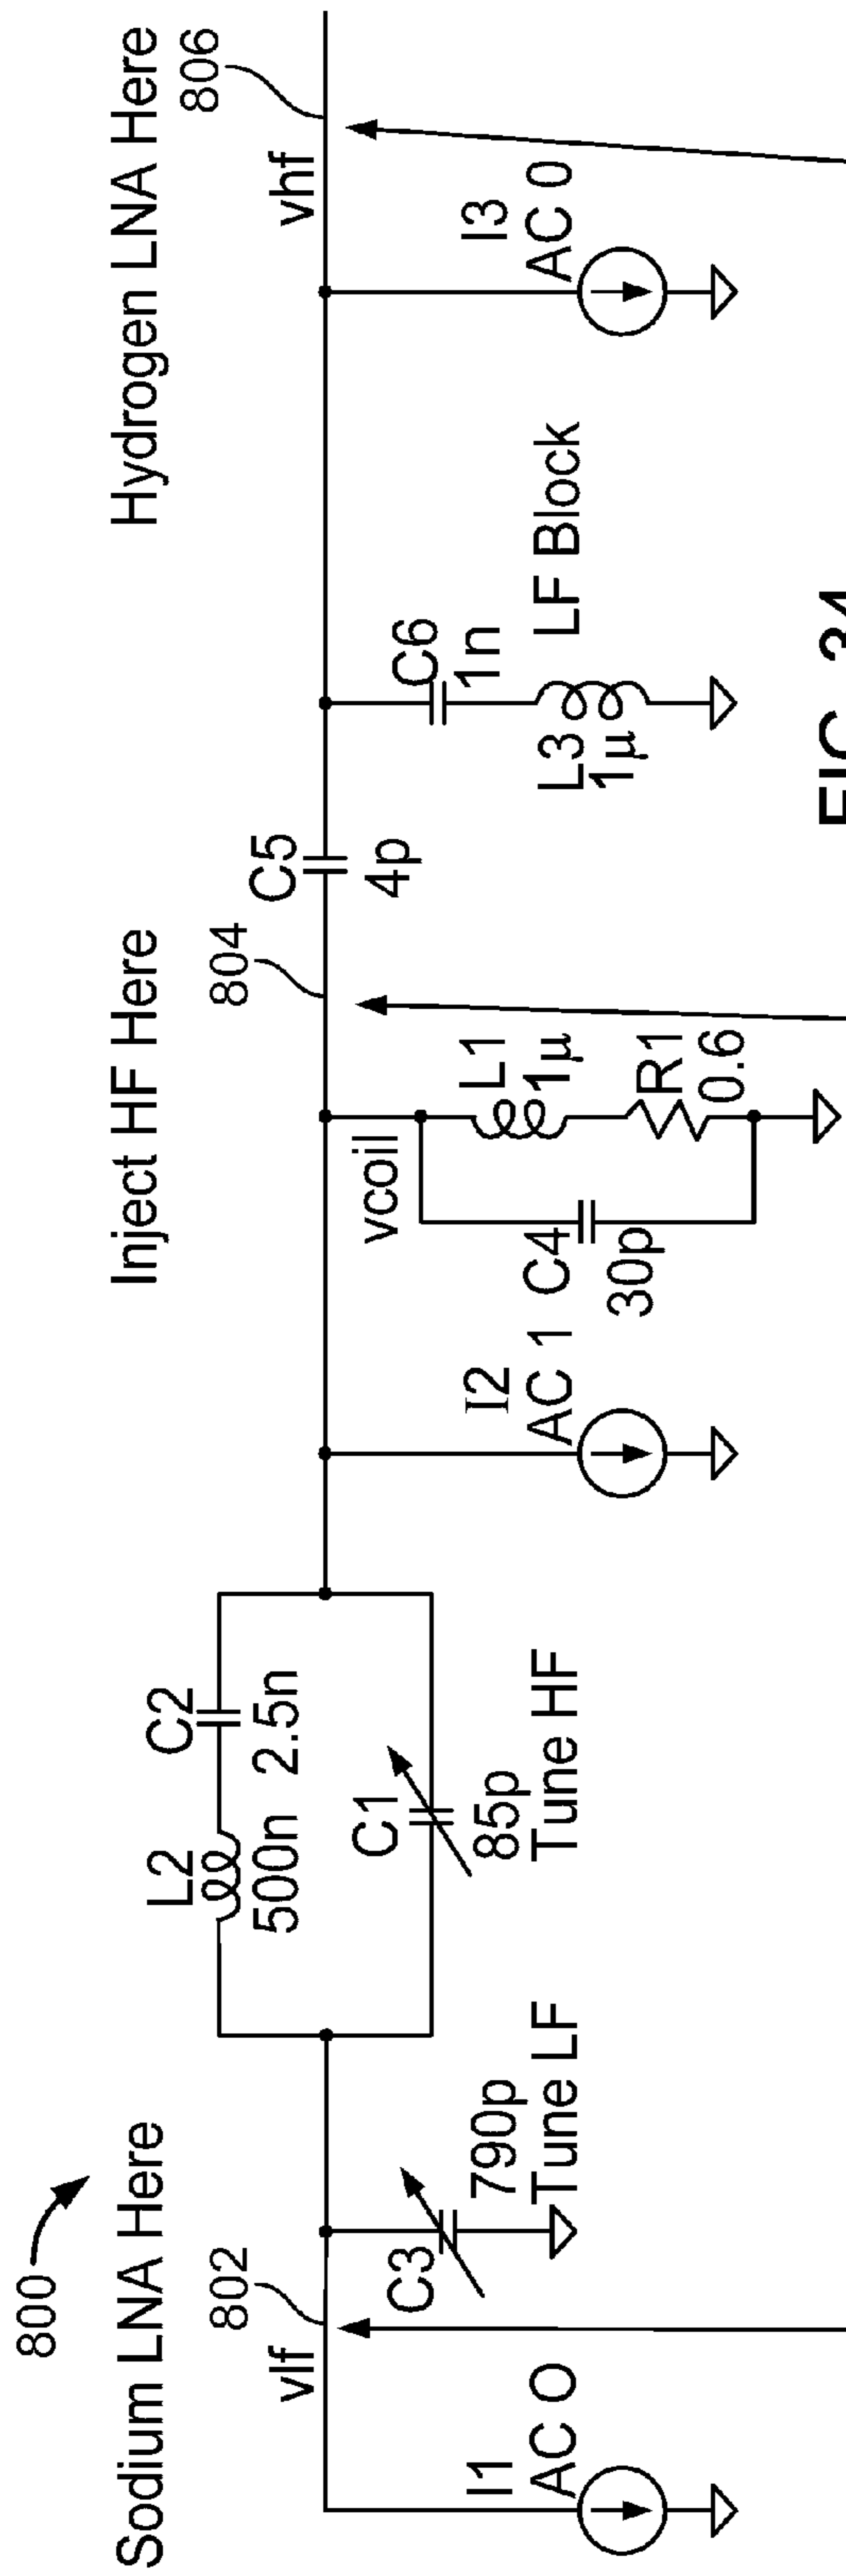 800
Sodium LNA Here
Inject HF Here
Hydrogen LNA Here
802
804
806
vlf
vhf
L2
500n
C2
2.5n
C1
85p
Tune HF
C3
790p
Tune LF
I1
AC O
I2
AC 1
vcoil
C4
30p
L1
1µ
R1
0.6
C5
4p
C6
1n
L3
1µ
LF Block
I3
AC 0